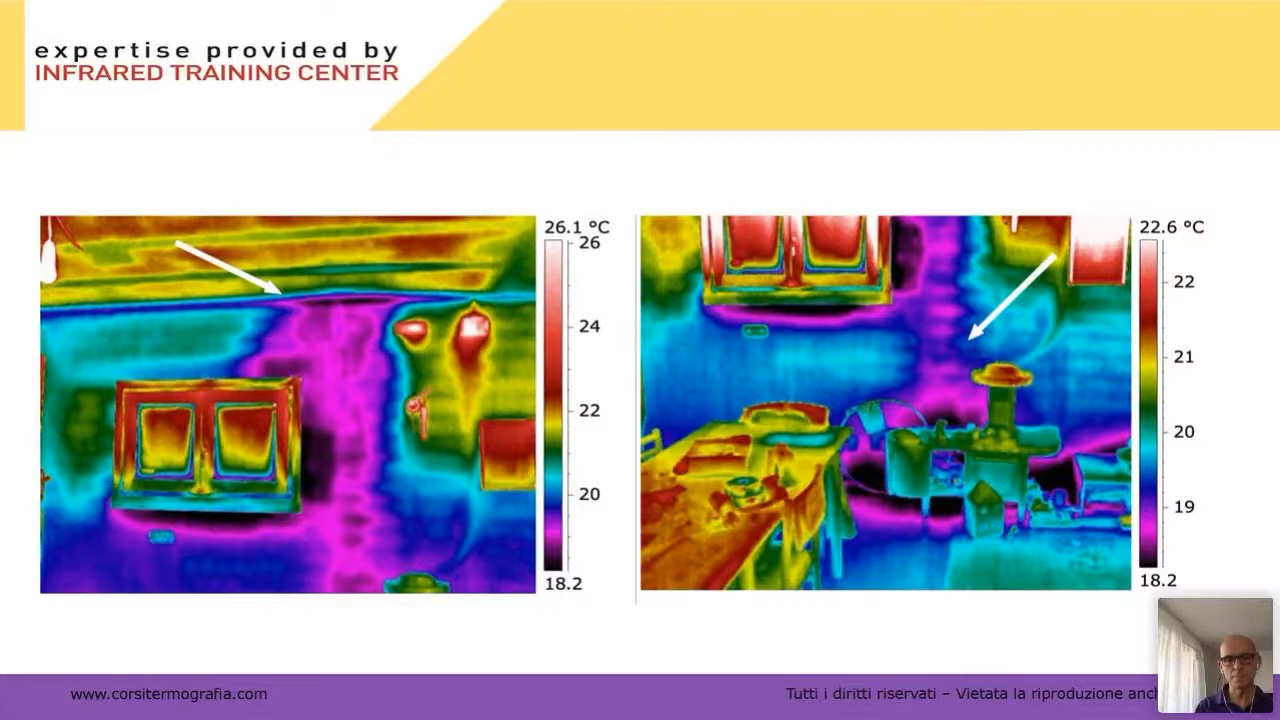 expertise provided by
INFRARED TRAINING CENTER
26.1 °C
26
24
22
20
18.2
22.6 °C
22
21
20
19
18.2
www.corsitermografia.com
Tutti i diritti riservati – Vietata la riproduzione anch